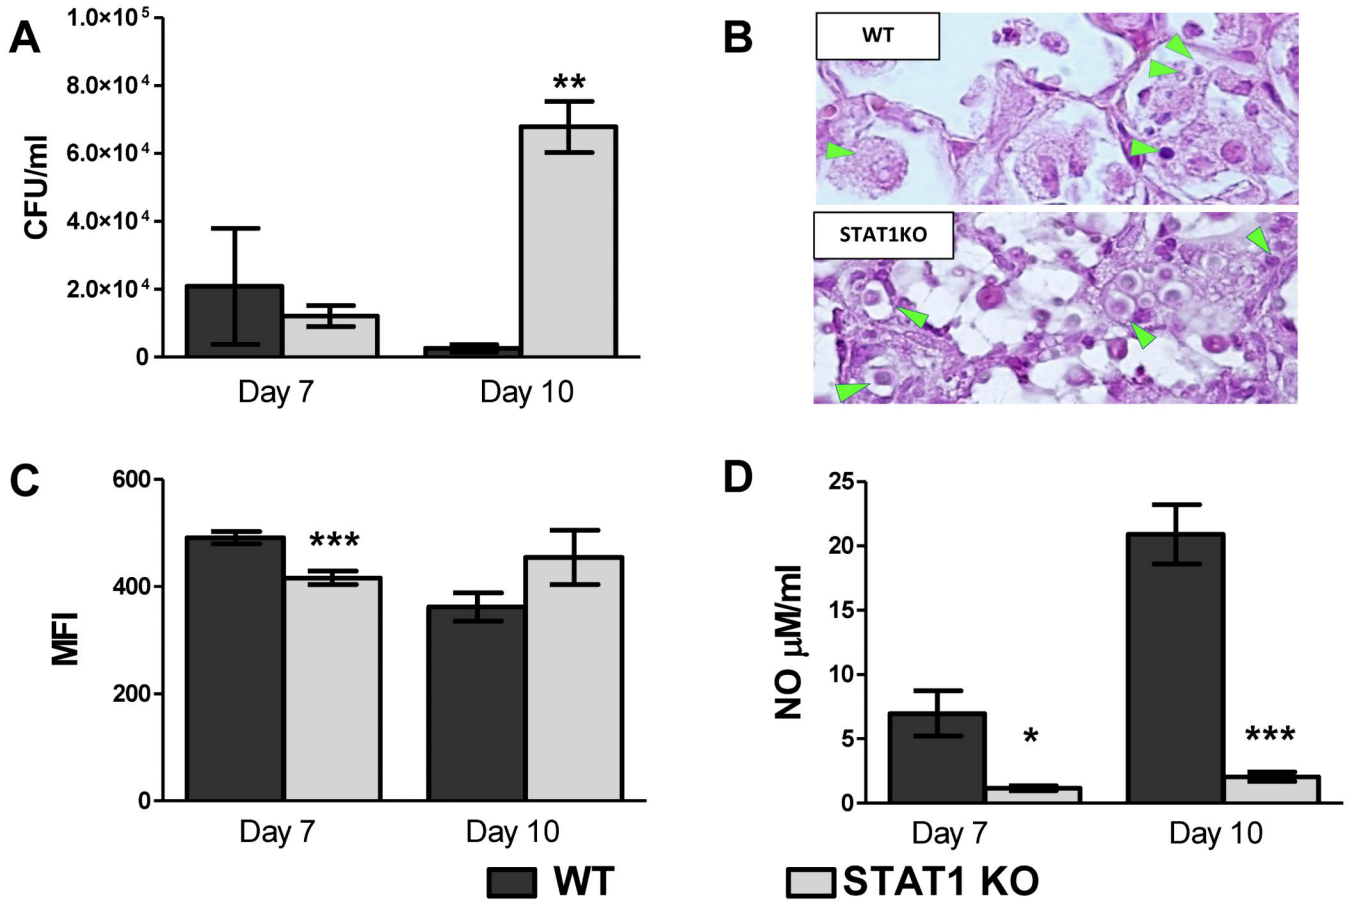 A
CFU/ml
1.0×10⁵
8.0×10⁴
6.0×10⁴
4.0×10⁴
2.0×10⁴
0
**
Day 7
Day 10
B
WT
STAT1KO
C
MFI
600
400
200
0
***
Day 7
Day 10
D
NO μM/ml
25
20
15
10
5
0
*
***
Day 7
Day 10
WT
STAT1 KO